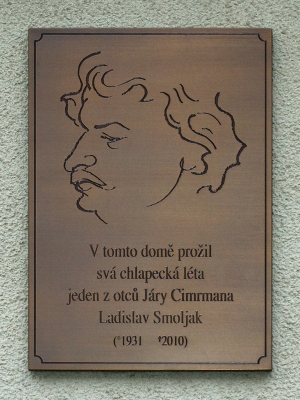 V tomto domě prožil
svá chlapecká léta
jeden z otců Járy Cimrmana
Ladislav Smoljak
(*1931 †2010)